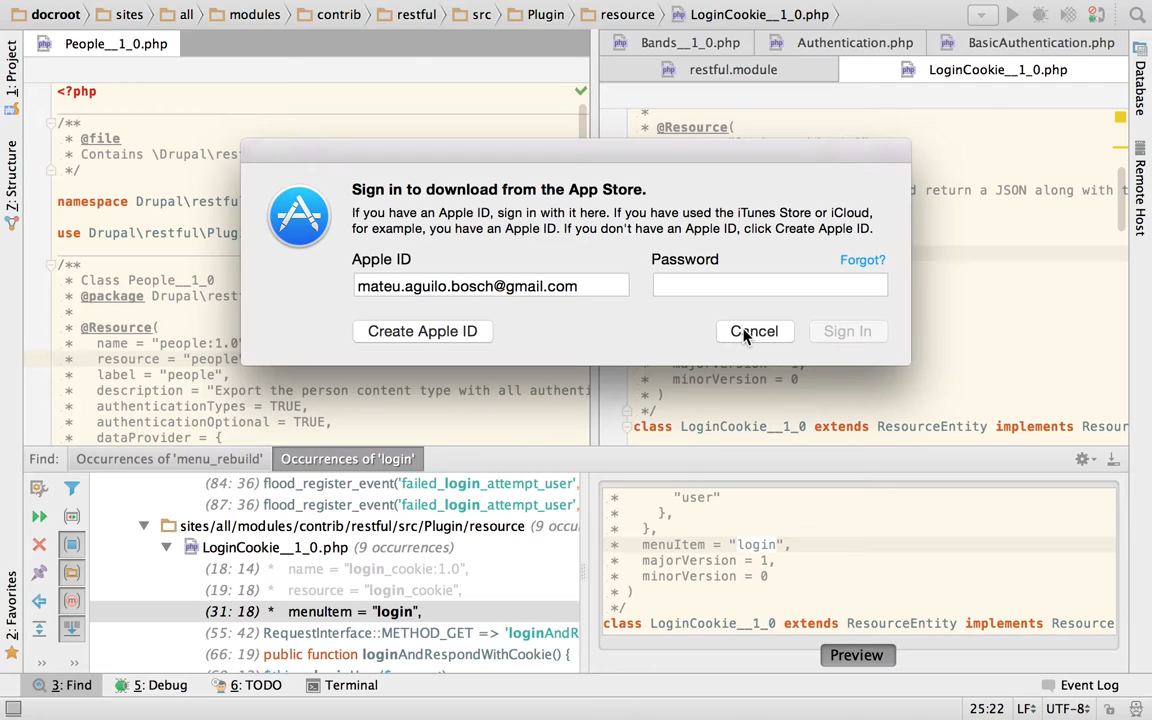 docroot sites all modules contrib restful src Plugin resource LoginCookie__1_0.php
People__1_0.php
Bands__1_0.php Authentication.php BasicAuthentication.php
restful.module LoginCookie__1_0.php
1: Project
Z: Structure
2: Favorites
Database
Remote Host
<?php
/**
* @file
* Contains \Drupal\rest
*/
namespace Drupal\restful
use Drupal\restful\Plug
/**
* Class People__1_0
* @package Drupal\rest
*
* @Resource(
* name = "people:1.0"
* resource = "people"
* label = "people",
* description = "Export the person content type with all authenti
* authenticationTypes = TRUE,
* authenticationOptional = TRUE,
* dataProvider = {
*
* @Resource(
d return a JSON along with t
* minorVersion = 0
* )
*/
class LoginCookie__1_0 extends ResourceEntity implements Resour
Sign in to download from the App Store.
If you have an Apple ID, sign in with it here. If you have used the iTunes Store or iCloud,
for example, you have an Apple ID. If you don't have an Apple ID, click Create Apple ID.
Apple ID Password Forgot?
mateu.aguilo.bosch@gmail.com
Create Apple ID Cancel Sign In
Find: Occurrences of 'menu_rebuild' Occurrences of 'login'
(84: 36) flood_register_event('failed_login_attempt_user',
(87: 36) flood_register_event('failed_login_attempt_user',
sites/all/modules/contrib/restful/src/Plugin/resource (9 occu
LoginCookie__1_0.php (9 occurrences)
(18: 14) * name = "login_cookie:1.0",
(19: 18) * resource = "login_cookie",
(31: 18) * menuItem = "login",
(55: 42) RequestInterface::METHOD_GET => 'loginAndR
(66: 19) public function loginAndRespondWithCookie() {
* "user"
* },
* },
* menuItem = "login",
* majorVersion = 1,
* minorVersion = 0
* )
*/
class LoginCookie__1_0 extends ResourceEntity implements Resource
Preview
3: Find 5: Debug 6: TODO Terminal Event Log
25:22 LF UTF-8